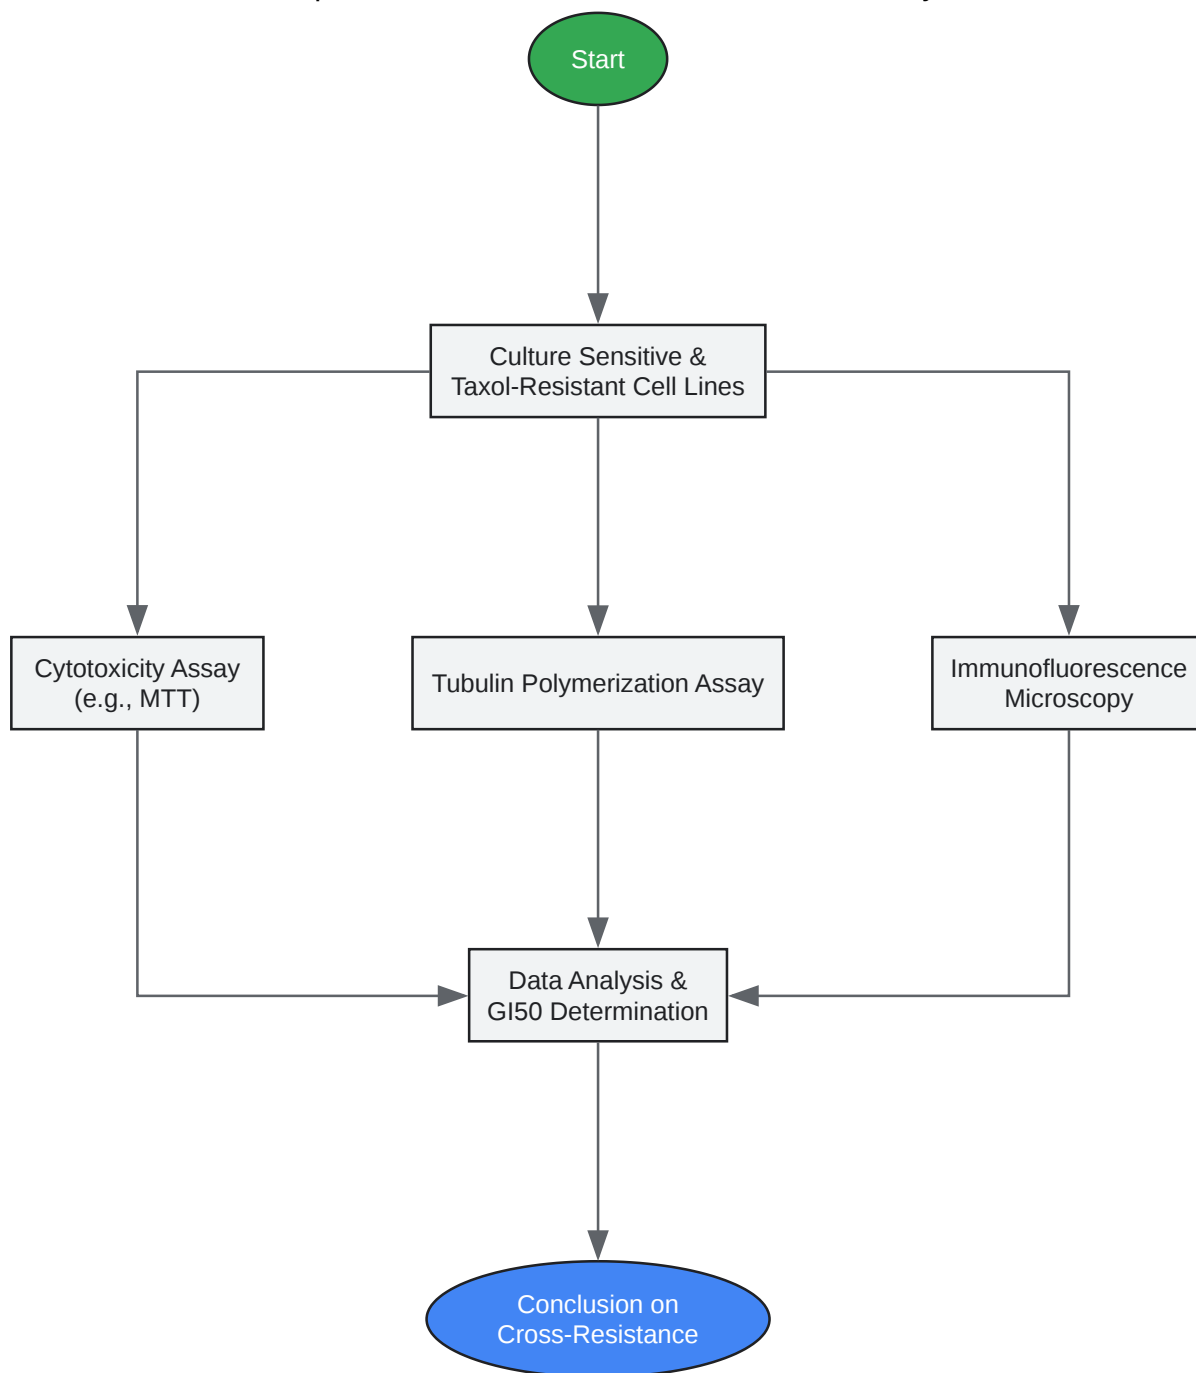 Start
Culture Sensitive &
Taxol-Resistant Cell Lines
Cytotoxicity Assay
(e.g., MTT)
Tubulin Polymerization Assay
Immunofluorescence
Microscopy
Data Analysis &
GI50 Determination
Conclusion on
Cross-Resistance